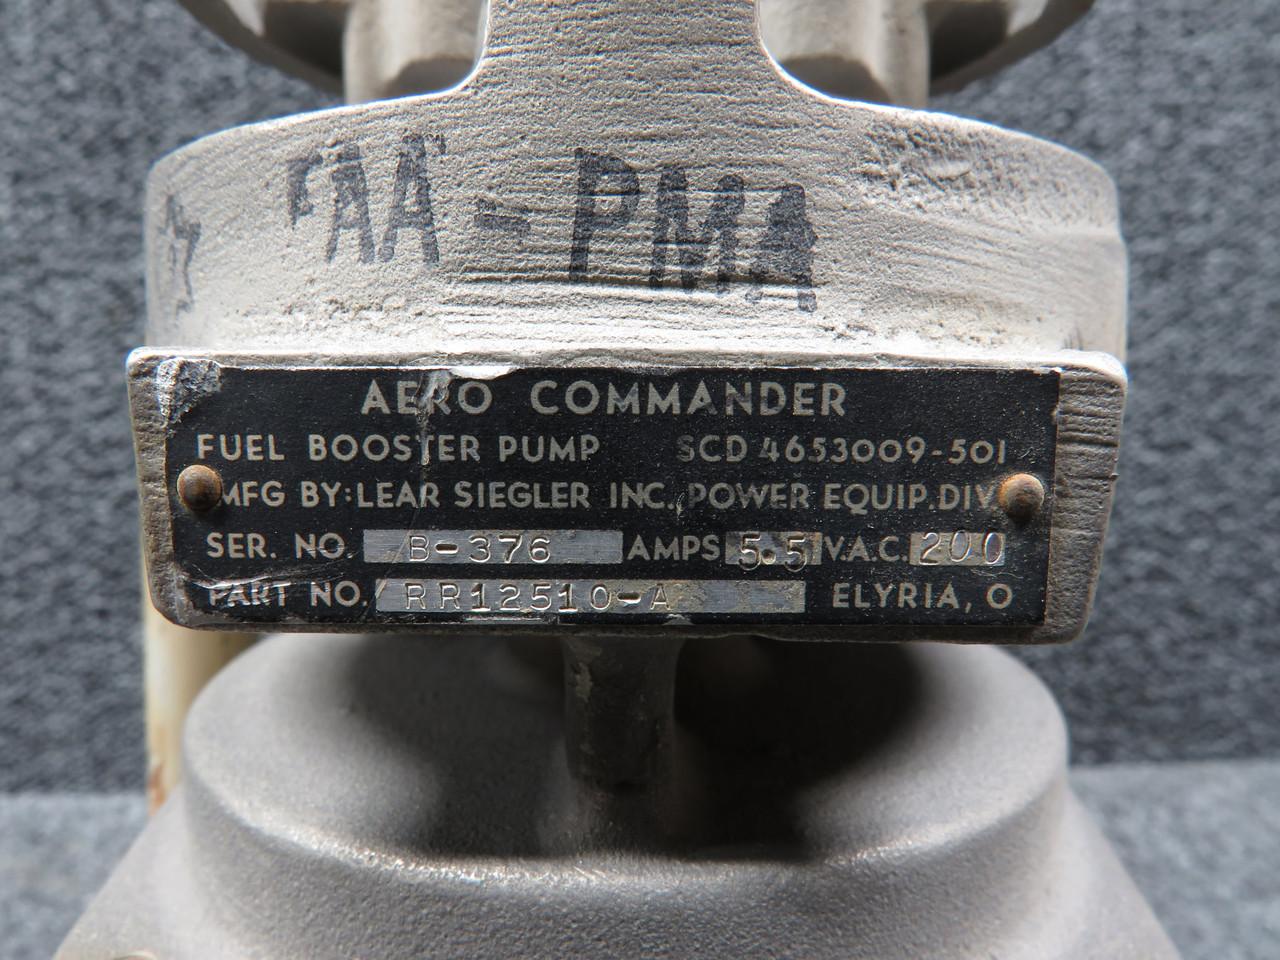 FAA - PMA
AERO COMMANDER
FUEL BOOSTER PUMP SCD 4653009-501
MFG BY: LEAR SIEGLER INC., POWER EQUIP. DIV.
SER. NO. B-376 AMPS 5.5 V.A.C. 200
PART NO. RR12510-A ELYRIA, O